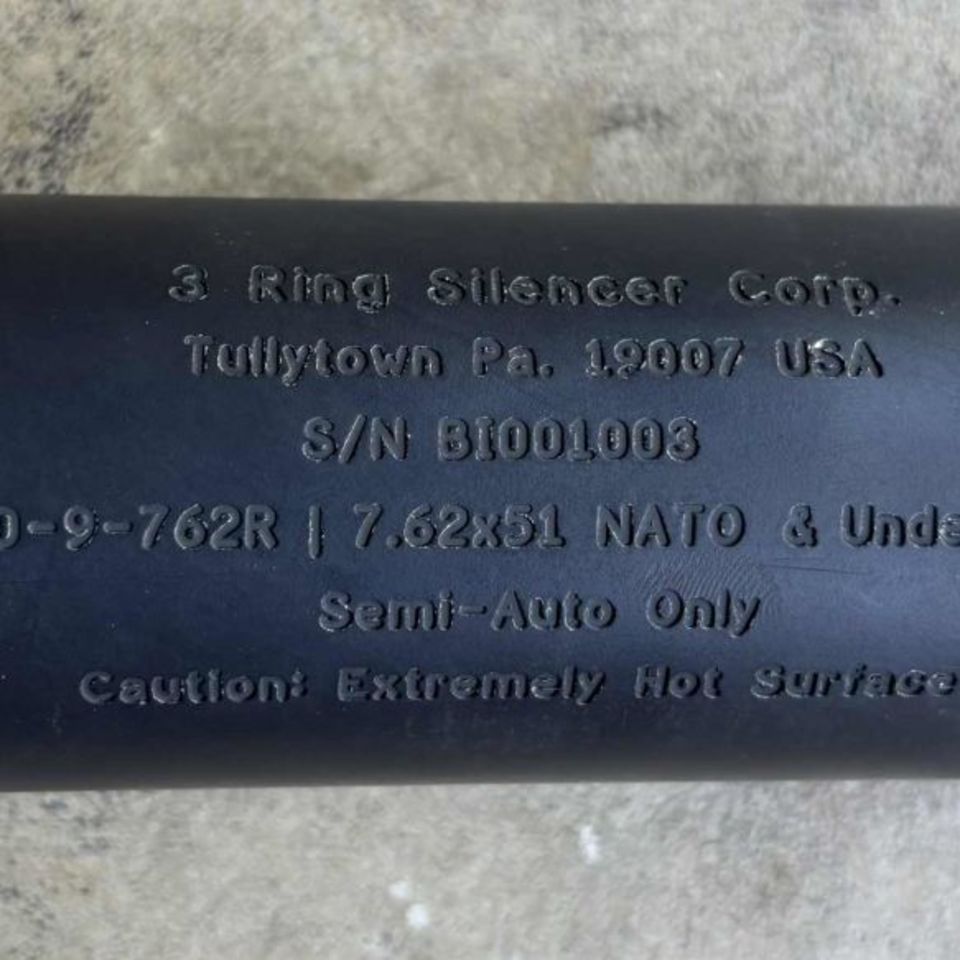 3 Ring Silencer Corp.
Tullytown Pa. 19007 USA
S/N BI001003
0-9-762R | 7.62x51 NATO & Unde
Semi-Auto Only
Caution: Extremely Hot Surface